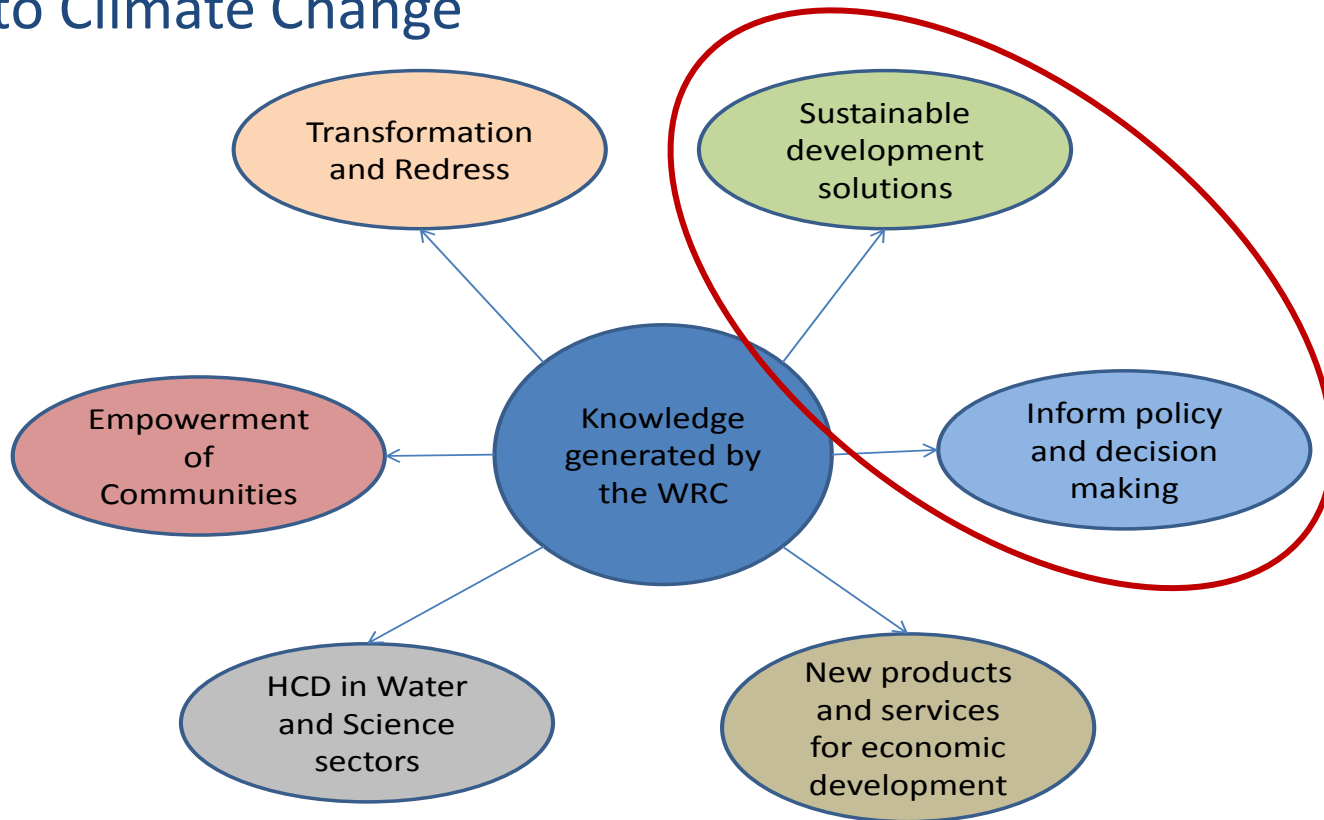 to Climate Change
Transformation
and Redress
Sustainable
development
solutions
Empowerment
of
Communities
Knowledge
generated by
the WRC
Inform policy
and decision
making
HCD in Water
and Science
sectors
New products
and services
for economic
development